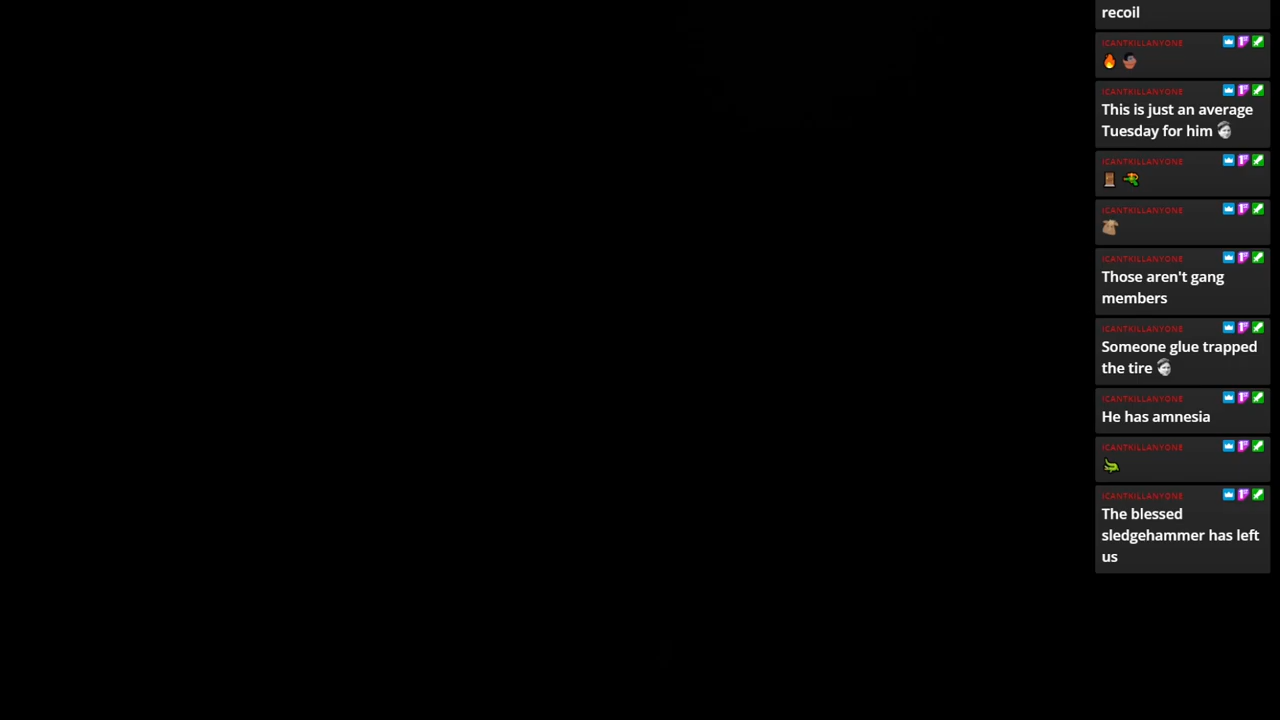 recoil
ICANTKILLANYONE
ICANTKILLANYONE
This is just an average
Tuesday for him
ICANTKILLANYONE
ICANTKILLANYONE
ICANTKILLANYONE
Those aren't gang
members
ICANTKILLANYONE
Someone glue trapped
the tire
ICANTKILLANYONE
He has amnesia
ICANTKILLANYONE
ICANTKILLANYONE
The blessed
sledgehammer has left
us